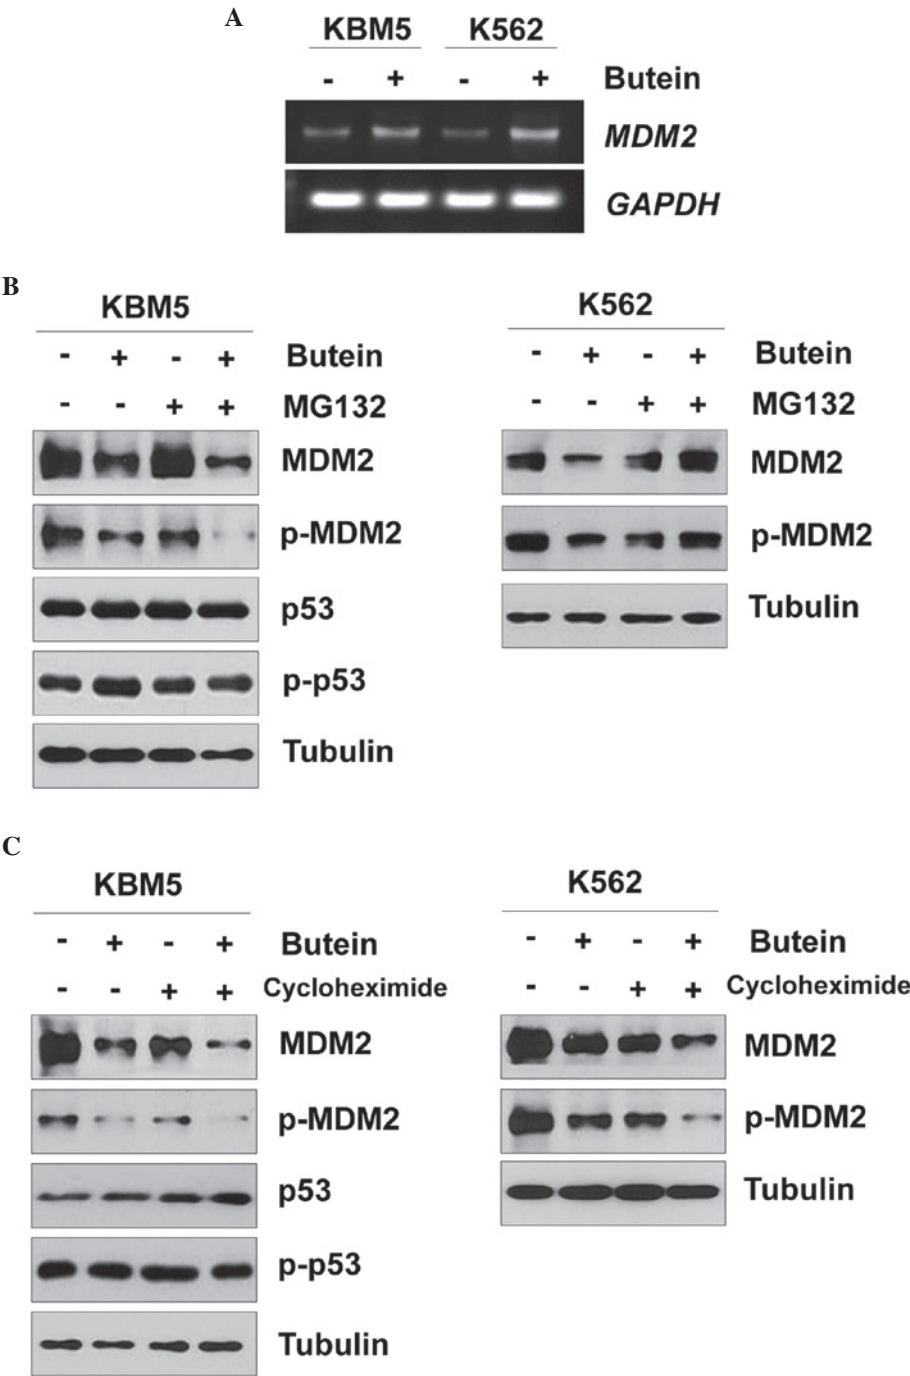 A
KBM5 K562
- + - + Butein
MDM2
GAPDH
B
KBM5
- + - + Butein
- - + + MG132
MDM2
p-MDM2
p53
p-p53
Tubulin
K562
- + - + Butein
- - + + MG132
MDM2
p-MDM2
Tubulin
C
KBM5
- + - + Butein
- - + + Cycloheximide
MDM2
p-MDM2
p53
p-p53
Tubulin
K562
- + - + Butein
- - + + Cycloheximide
MDM2
p-MDM2
Tubulin